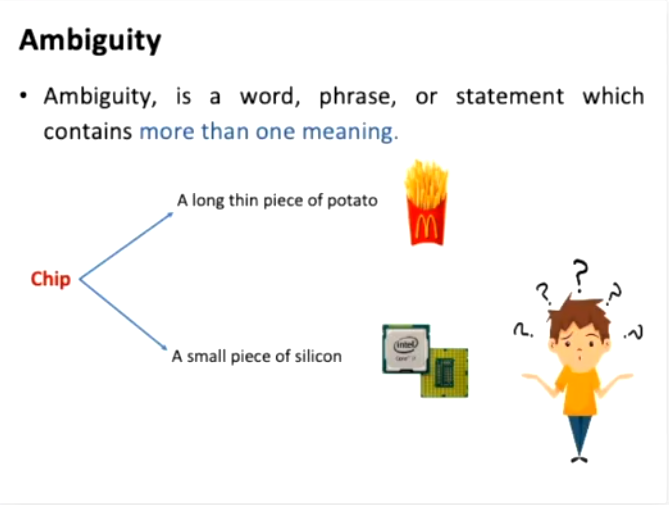 Ambiguity
• Ambiguity, is a word, phrase, or statement which
contains more than one meaning.
A long thin piece of potato
Chip
A small piece of silicon
intel
? ? ? ? ?